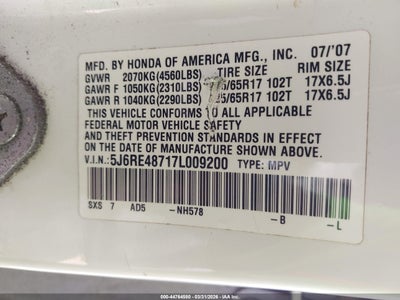 MFD. BY HONDA OF AMERICA MFG., INC. 07/'07
GVWR 2070KG(4560LBS) TIRE SIZE RIM SIZE
GAWR F 1050KG(2310LBS) /65R17 102T 17X6.5J
GAWR R 1040KG(2290LBS) /65R17 102T 17X6.5J
THIS VEHICLE CONFORMS TO ALL APPLICABLE
FEDERAL MOTOR VEHICLE SAFETY
AND THEFT PREVENTION STANDARDS IN EFFECT
ON THE DATE OF MANUFACTURE SHOWN ABOVE.
V.I.N: 5J6RE48717L009200 TYPE: MPV
SXS 7 AD5 -NH578 -B -L
000-44764590 - (03/31/2026) - IAAI.COM